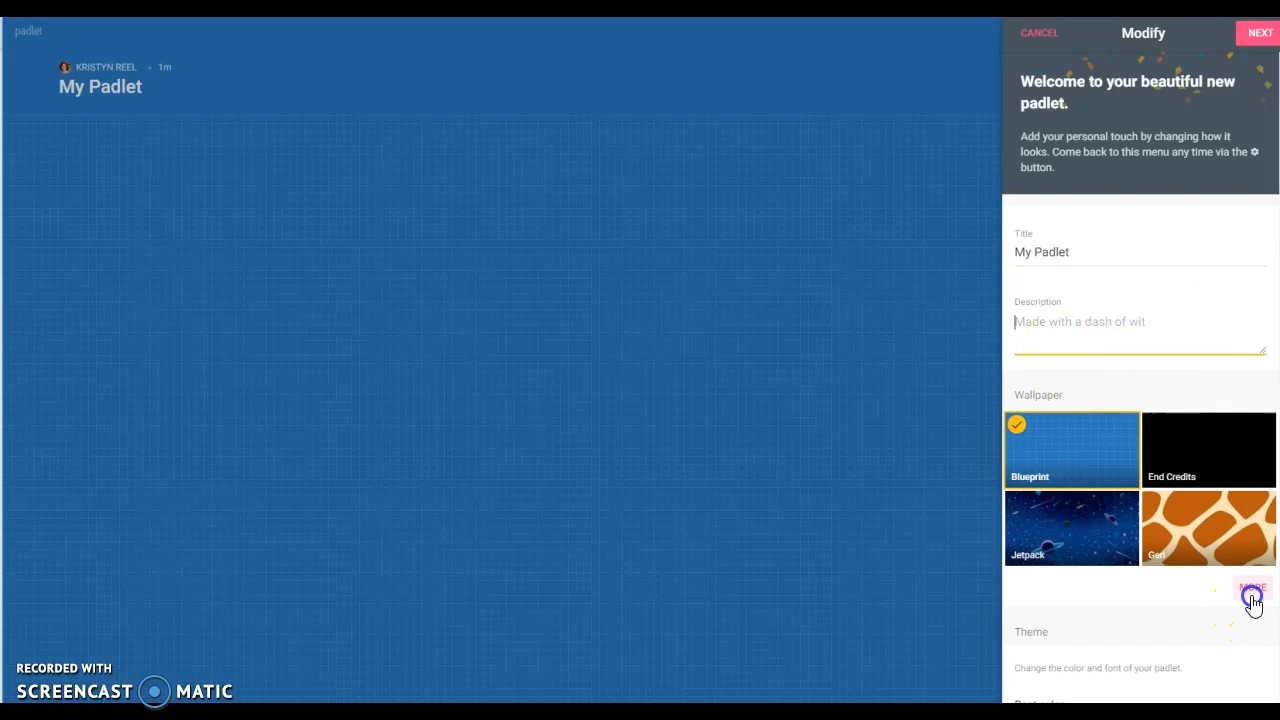 padlet
KRISTYN REEL • 1m
My Padlet
CANCEL Modify NEXT
Welcome to your beautiful new
padlet.
Add your personal touch by changing how it
looks. Come back to this menu any time via the
button.
Title
My Padlet
Description
Made with a dash of wit
Wallpaper
Blueprint
End Credits
Jetpack
Geri
MORE
Theme
Change the color and font of your padlet.
RECORDED WITH
SCREENCAST MATIC